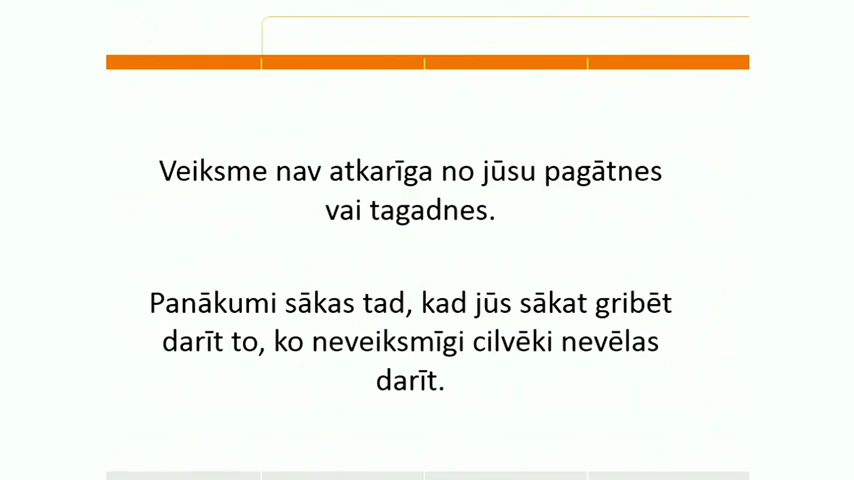 Veiksme nav atkarīga no jūsu pagātnes
vai tagadnes.
Panākumi sākas tad, kad jūs sākat gribēt
darīt to, ko neveiksmīgi cilvēki nevēlas
darīt.